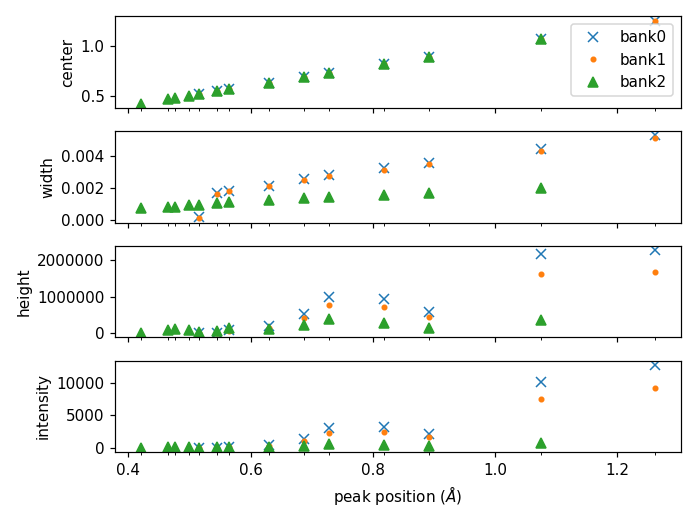 center
1.0
0.5
bank0
bank1
bank2
width
0.004
0.002
0.000
height
2000000
1000000
0
intensity
10000
5000
0
0.4 0.6 0.8 1.0 1.2
peak position (Å)